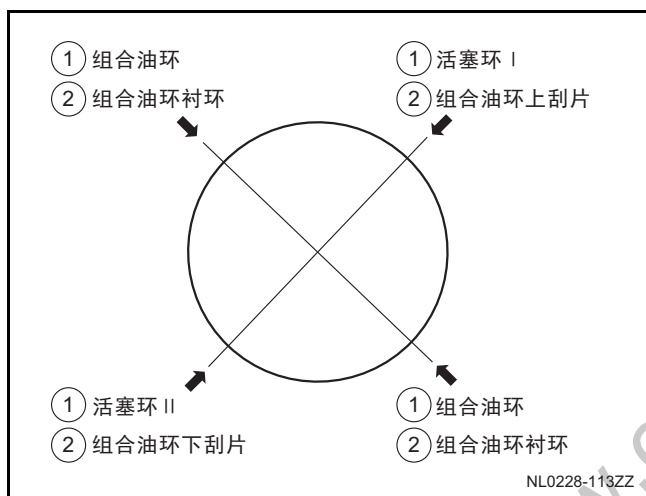 ① 组合油环
② 组合油环衬环
① 活塞环 I
② 组合油环上刮片
① 活塞环 II
② 组合油环下刮片
① 组合油环
② 组合油环衬环
NL0228-113ZZ